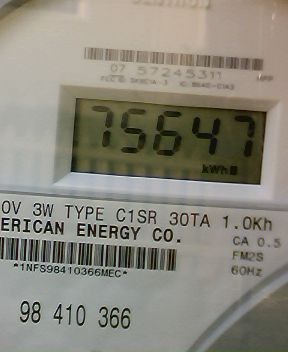 07 57245311
75647
kWh
0V 3W TYPE C1SR 30TA 1.0Kh
ERICAN ENERGY CO.
CA 0.5
*1NFS98410366MEC*
FM2S
60Hz
98 410 366